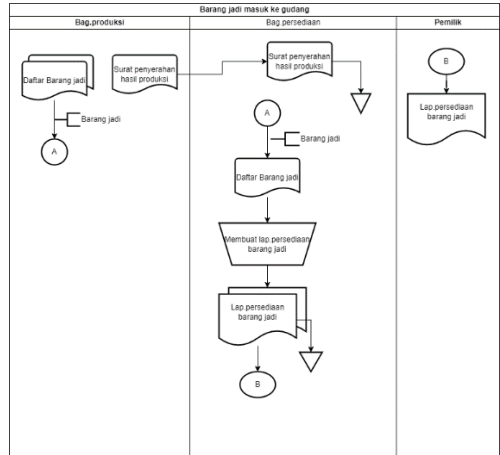 Barang jadi masuk ke gudang
Bag.produksi
Bag persediaan
Pemilik
Daftar Barang jadi
Surat penyerahan
hasil produksi
Surat penyerahan
hasil produksi
B
Barang jadi
A
A
Barang jadi
Lap.persediaan
barang jadi
Daftar Barang jadi
Membuat lap.persediaan
barang jadi
Lap.persediaan
barang jadi
B